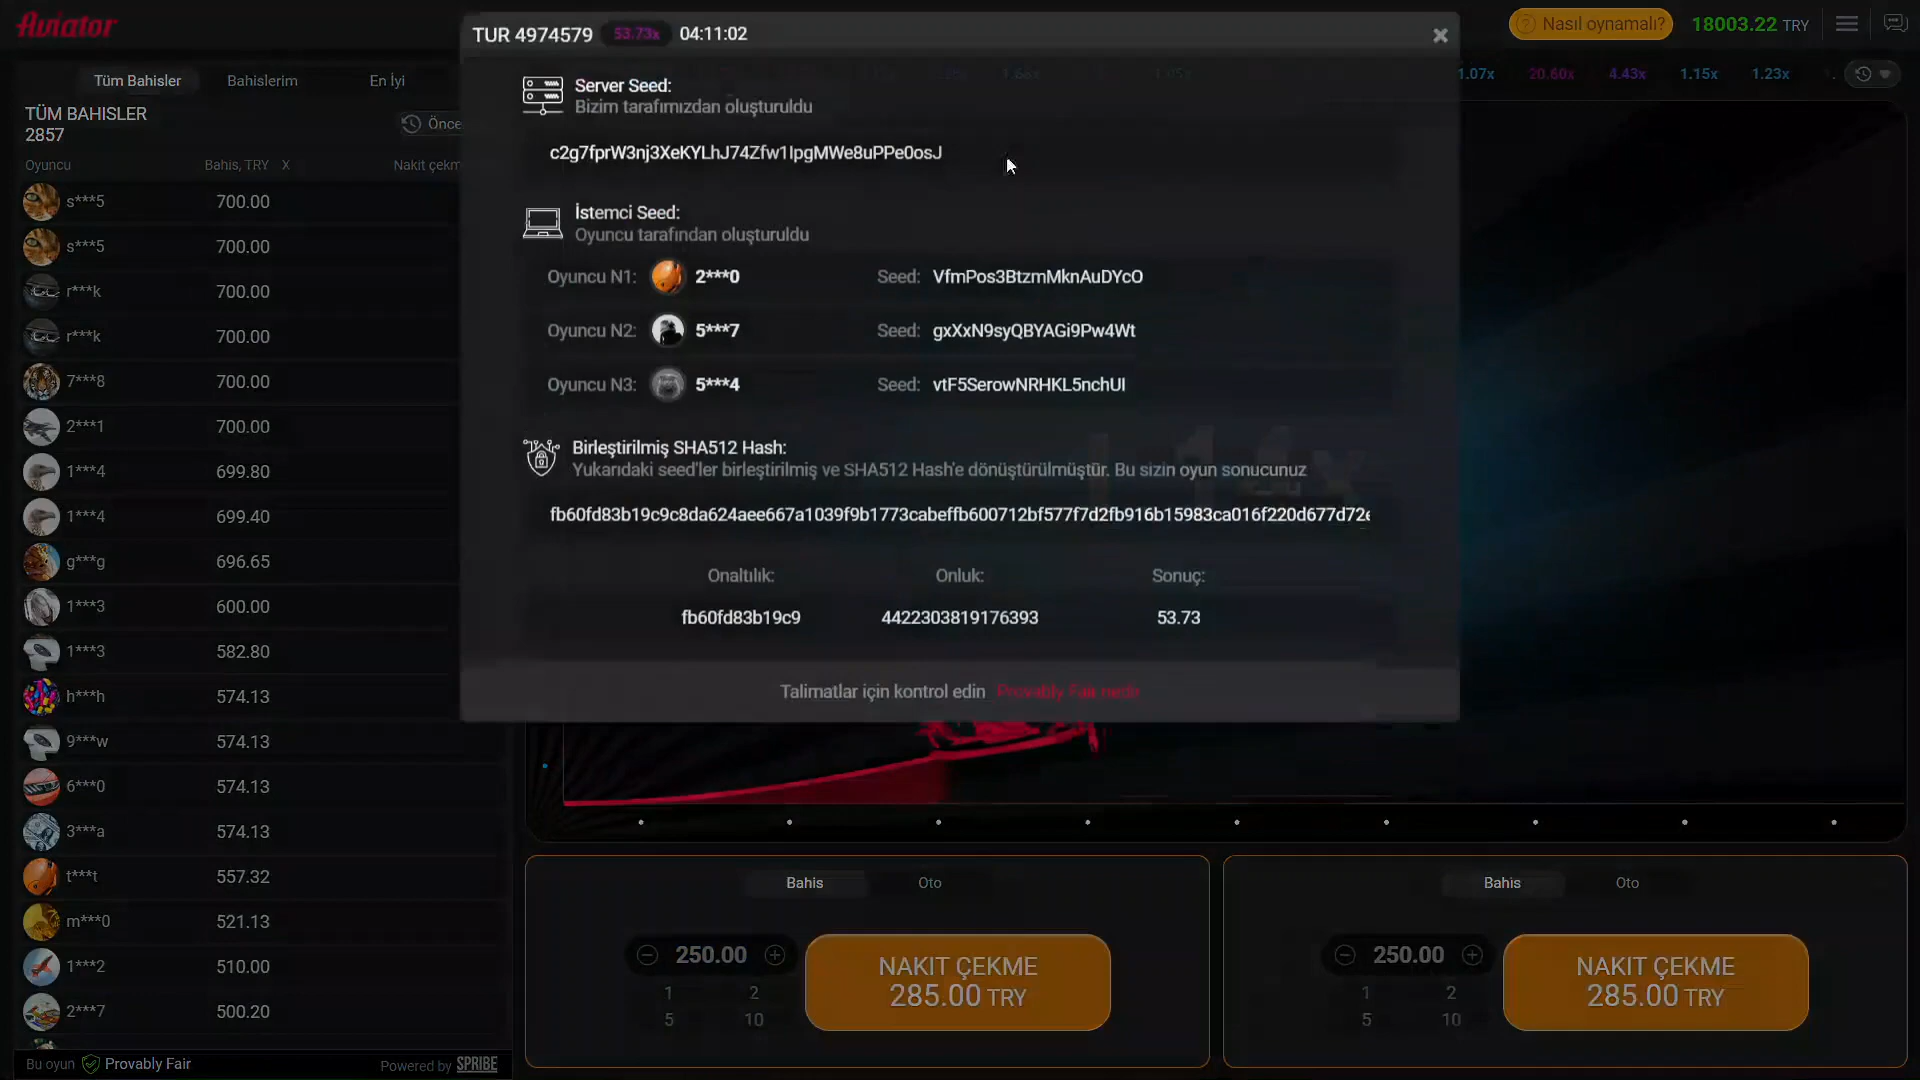 Aviator
Nasıl oynamalı?
18003.22 TRY
1.07x
20.60x
4.43x
1.15x
1.23x
Tüm Bahisler
Bahislerim
En İyi
TÜM BAHISLER
2857
Önce
Oyuncu
Bahis, TRY X
Nakit çekm
s***5 700.00
s***5 700.00
r***k 700.00
r***k 700.00
7***8 700.00
2***1 700.00
1***4 699.80
1***4 699.40
g***g 696.65
1***3 600.00
1***3 582.80
h***h 574.13
9***w 574.13
6***0 574.13
3***a 574.13
t***t 557.32
m***0 521.13
1***2 510.00
2***7 500.20
Bu oyun Provably Fair
Powered by SPRIBE
TUR 4974579 53.73x 04:11:02
Server Seed:
Bizim tarafımızdan oluşturuldu
c2g7fprW3nj3XeKYLhJ74Zfw1IpgMWe8uPPe0osJ
İstemci Seed:
Oyuncu tarafından oluşturuldu
Oyuncu N1: 2***0 Seed: VfmPos3BtzmMknAuDYcO
Oyuncu N2: 5***7 Seed: gxXxN9syQBYAGi9Pw4Wt
Oyuncu N3: 5***4 Seed: vtF5SerowNRHKL5nchUI
Birleştirilmiş SHA512 Hash:
Yukarıdaki seed'ler birleştirilmiş ve SHA512 Hash'e dönüştürülmüştür. Bu sizin oyun sonucunuz
fb60fd83b19c9c8da624aee667a1039f9b1773cabeffb600712bf577f7d2fb916b15983ca016f220d677d72e
Onaltılık: Onluk: Sonuç:
fb60fd83b19c9 4422303819176393 53.73
Talimatlar için kontrol edin Provably Fair nedir
Bahis Oto
250.00
1 2
5 10
NAKIT ÇEKME
285.00 TRY
Bahis Oto
250.00
1 2
5 10
NAKIT ÇEKME
285.00 TRY